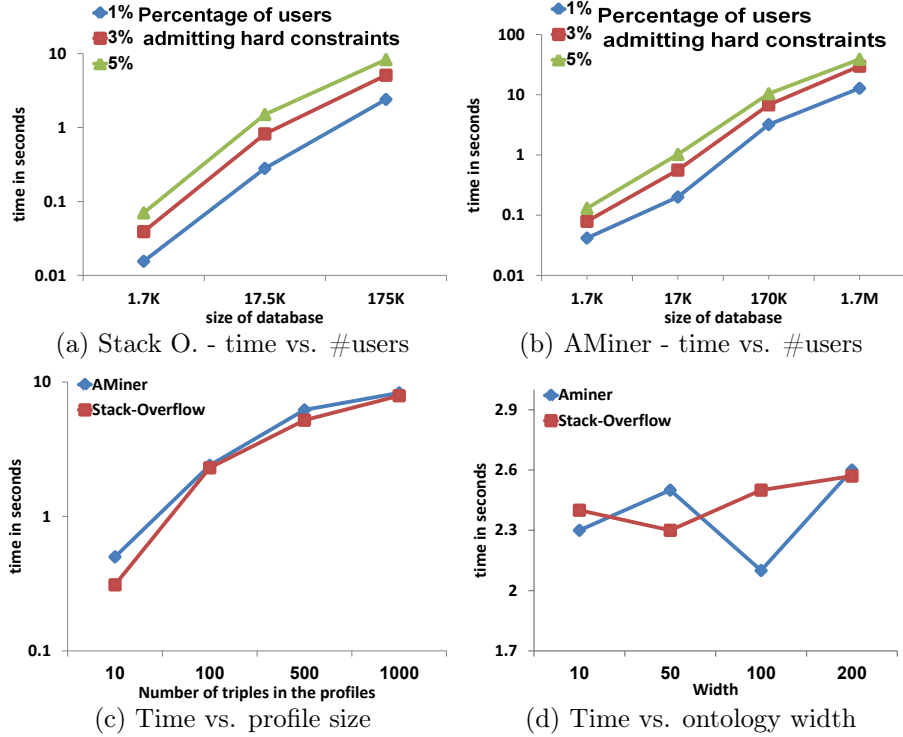 1%
3%
5%
Percentage of users
admitting hard constraints
10
1
0.1
0.01
time in seconds
1.7K 17.5K 175K
size of database
(a) Stack O. - time vs. #users
1%
3%
5%
Percentage of users
admitting hard constraints
100
10
1
0.1
0.01
time in seconds
1.7K 17K 170K 1.7M
size of database
(b) AMiner - time vs. #users
AMiner
Stack-Overflow
10
1
0.1
time in seconds
10 100 500 1000
Number of triples in the profiles
(c) Time vs. profile size
Aminer
Stack-Overflow
2.9
2.6
2.3
2
1.7
time in seconds
10 50 100 200
Width
(d) Time vs. ontology width